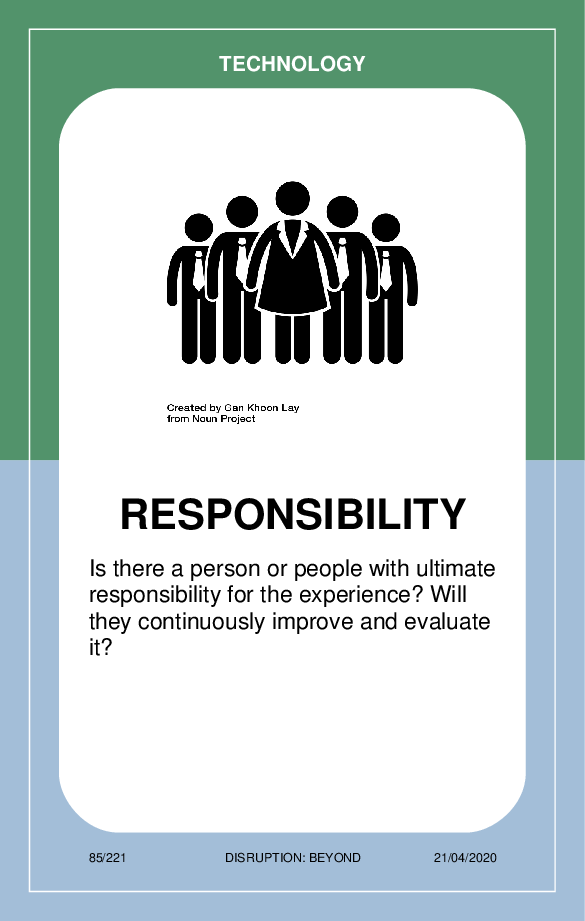 TECHNOLOGY
Created by Gan Khoon Lay
from Noun Project
RESPONSIBILITY
Is there a person or people with ultimate
responsibility for the experience? Will
they continuously improve and evaluate
it?
85/221 DISRUPTION: BEYOND 21/04/2020